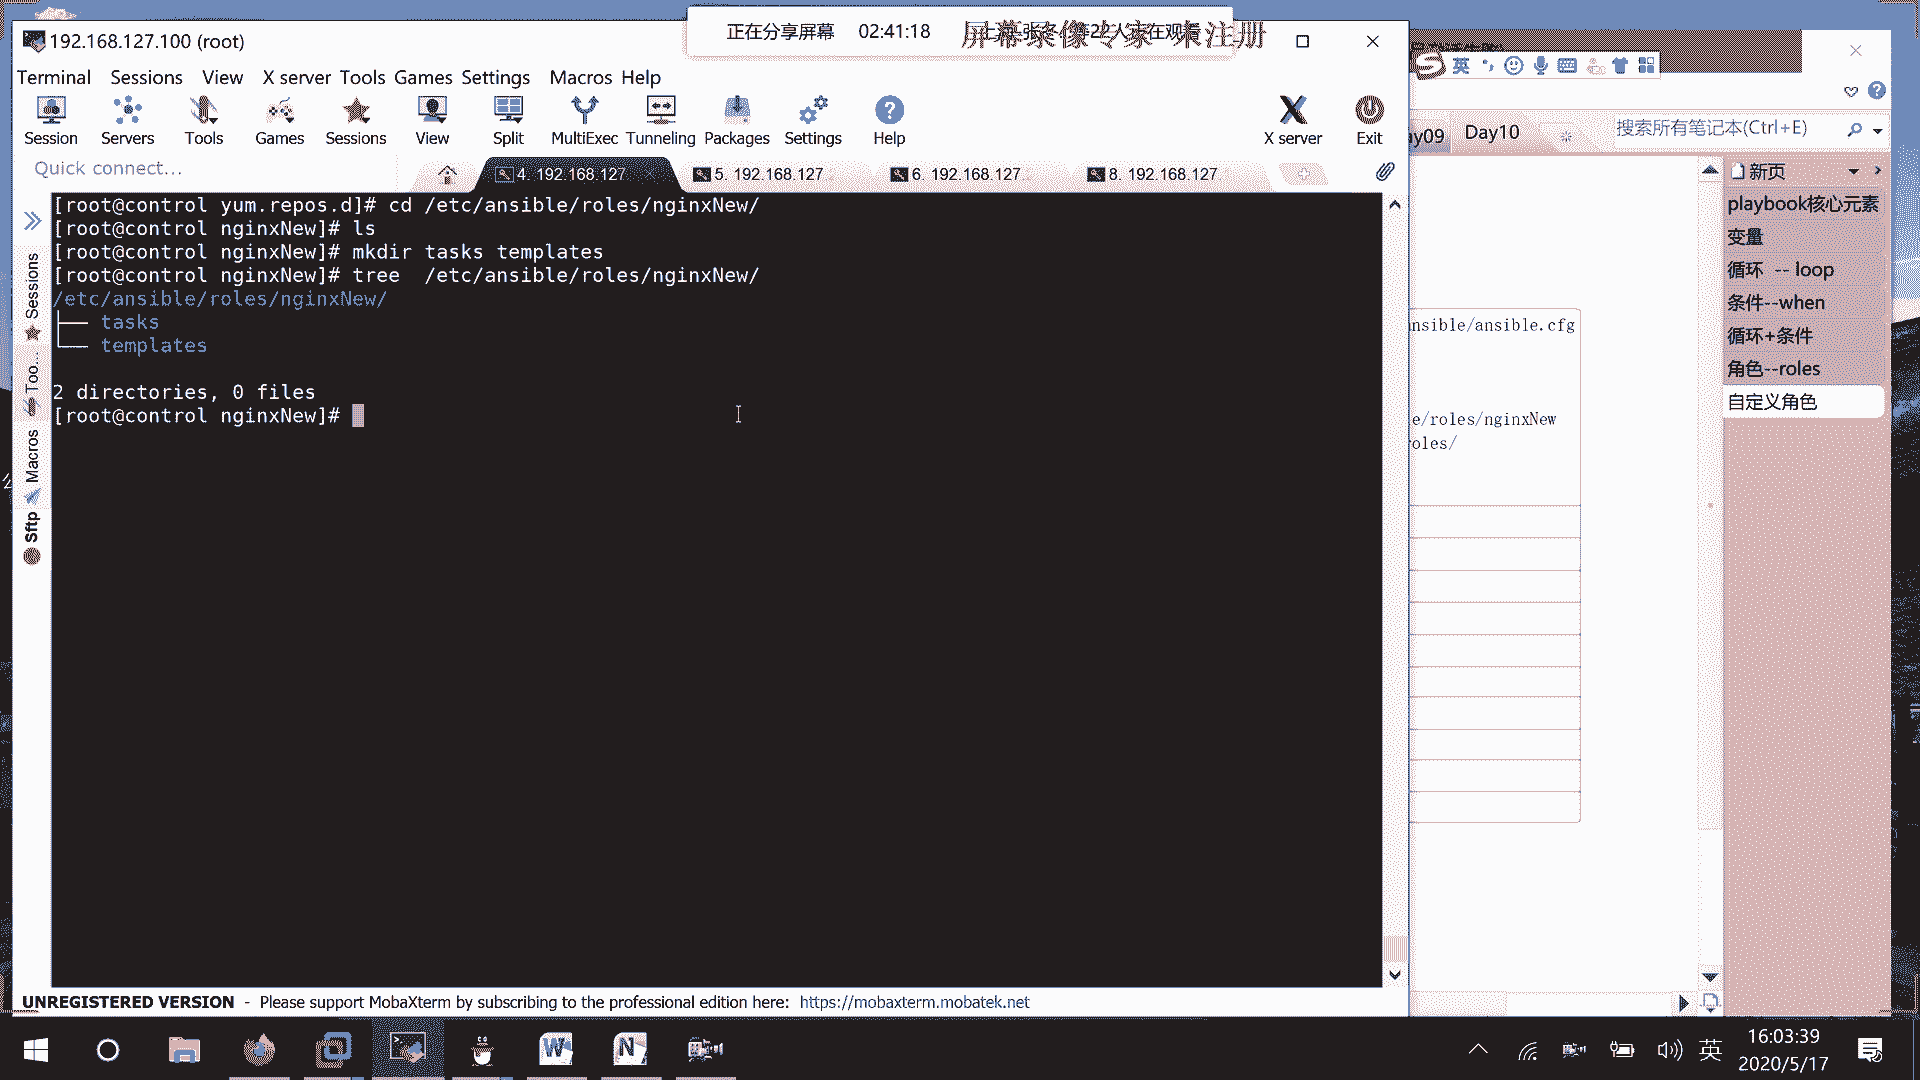 192.168.127.100 (root)
正在分享屏幕 02:41:18
屏幕录像专家 未注册
Terminal Sessions View X server Tools Games Settings Macros Help
Session Servers Tools Games Sessions View Split MultiExec Tunneling Packages Settings Help X server Exit
Quick connect...
4. 192.168.127. 5. 192.168.127.. 6. 192.168.127.. 8. 192.168.127.
[root@control yum.repos.d]# cd /etc/ansible/roles/nginxNew/
[root@control nginxNew]# ls
[root@control nginxNew]# mkdir tasks templates
[root@control nginxNew]# tree  /etc/ansible/roles/nginxNew/
/etc/ansible/roles/nginxNew/
├── tasks
└── templates
2 directories, 0 files
[root@control nginxNew]#
Sessions
Too...
Macros
Sftp
UNREGISTERED VERSION - Please support MobaXterm by subscribing to the professional edition here: https://mobaxterm.mobatek.net
英
ay09 Day10
搜索所有笔记本(Ctrl+E)
新页
playbook核心元素
变量
循环 -- loop
条件--when
循环+条件
角色--roles
自定义角色
ansible/ansible.cfg
e/roles/nginxNew
roles/
英
16:03:39
2020/5/17